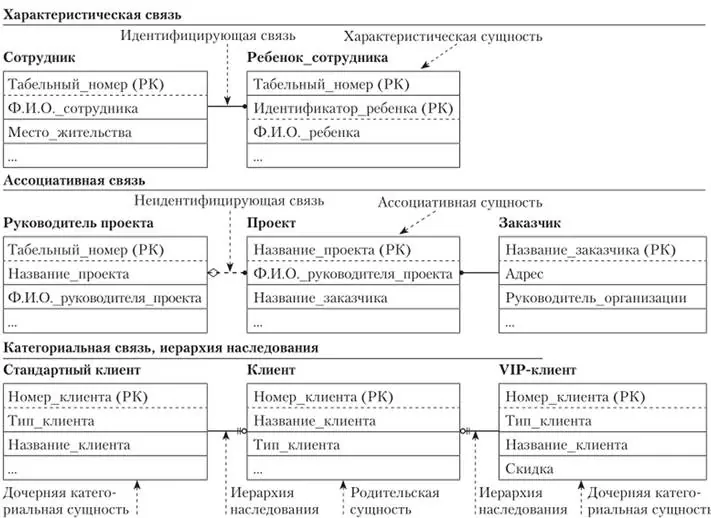 Характеристическая связь
Идентифицирующая связь
Характеристическая сущность
Сотрудник
Табельный_номер (PK)
Ф.И.О._сотрудника
Место_жительства
...
Ребенок_сотрудника
Табельный_номер (PK)
Идентификатор_ребенка (PK)
Ф.И.О._ребенка
...
Ассоциативная связь
Неидентифицирующая связь
Ассоциативная сущность
Руководитель проекта
Табельный_номер (PK)
Название_проекта
Ф.И.О._руководителя_проекта
...
Проект
Название_проекта (PK)
Ф.И.О._руководителя_проекта
Название_заказчика
...
Заказчик
Название_заказчика (PK)
Адрес
Руководитель_организации
...
Категориальная связь, иерархия наследования
Стандартный клиент
Номер_клиента (PK)
Тип_клиента
Название_клиента
...
Клиент
Номер_клиента (PK)
Название_клиента
Тип_клиента
...
VIP-клиент
Номер_клиента (PK)
Тип_клиента
Название_клиента
Скидка
Дочерняя катего-
риальная сущность
Иерархия
наследования
Родительская
сущность
Иерархия
наследования
Дочерняя катего-
риальная сущность